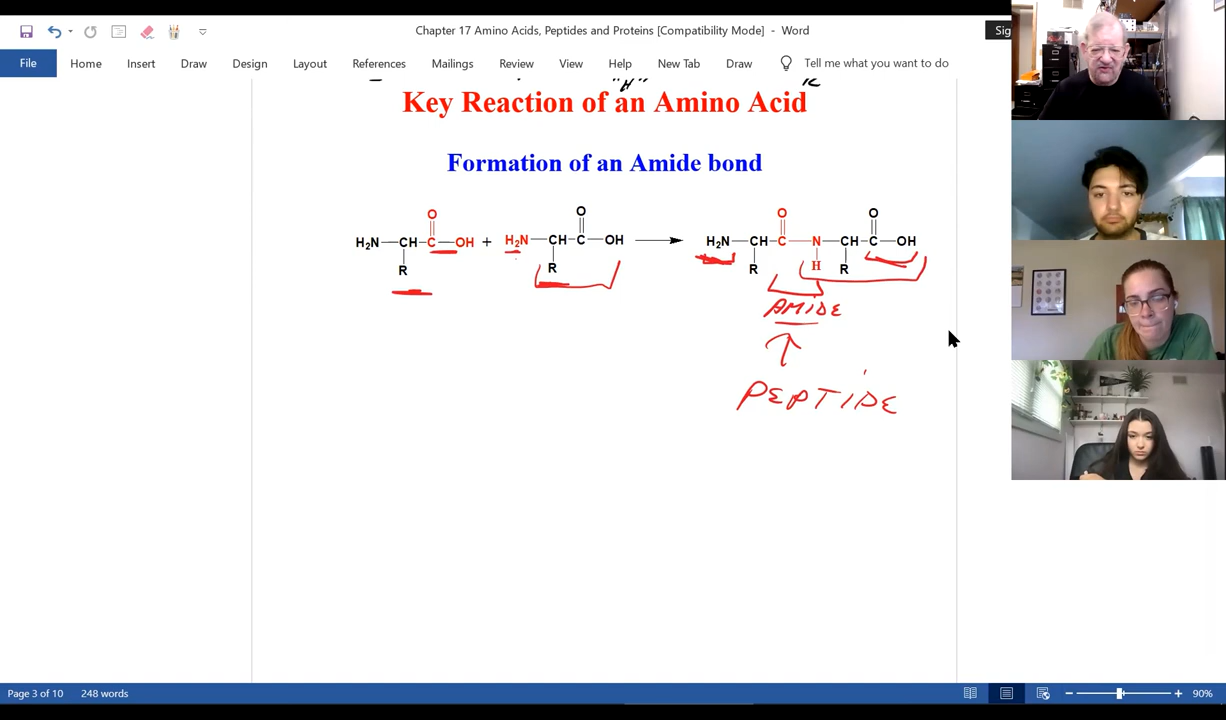 Chapter 17 Amino Acids, Peptides and Proteins [Compatibility Mode] - Word
Sig
File Home Insert Draw Design Layout References Mailings Review View Help New Tab Draw Tell me what you want to do
Key Reaction of an Amino Acid
Formation of an Amide bond
O O O O
H2N—CH—C—OH + H2N—CH—C—OH → H2N—CH—C—N—CH—C—OH
R R R H R
AMIDE
PEPTIDE
Page 3 of 10 248 words 90%